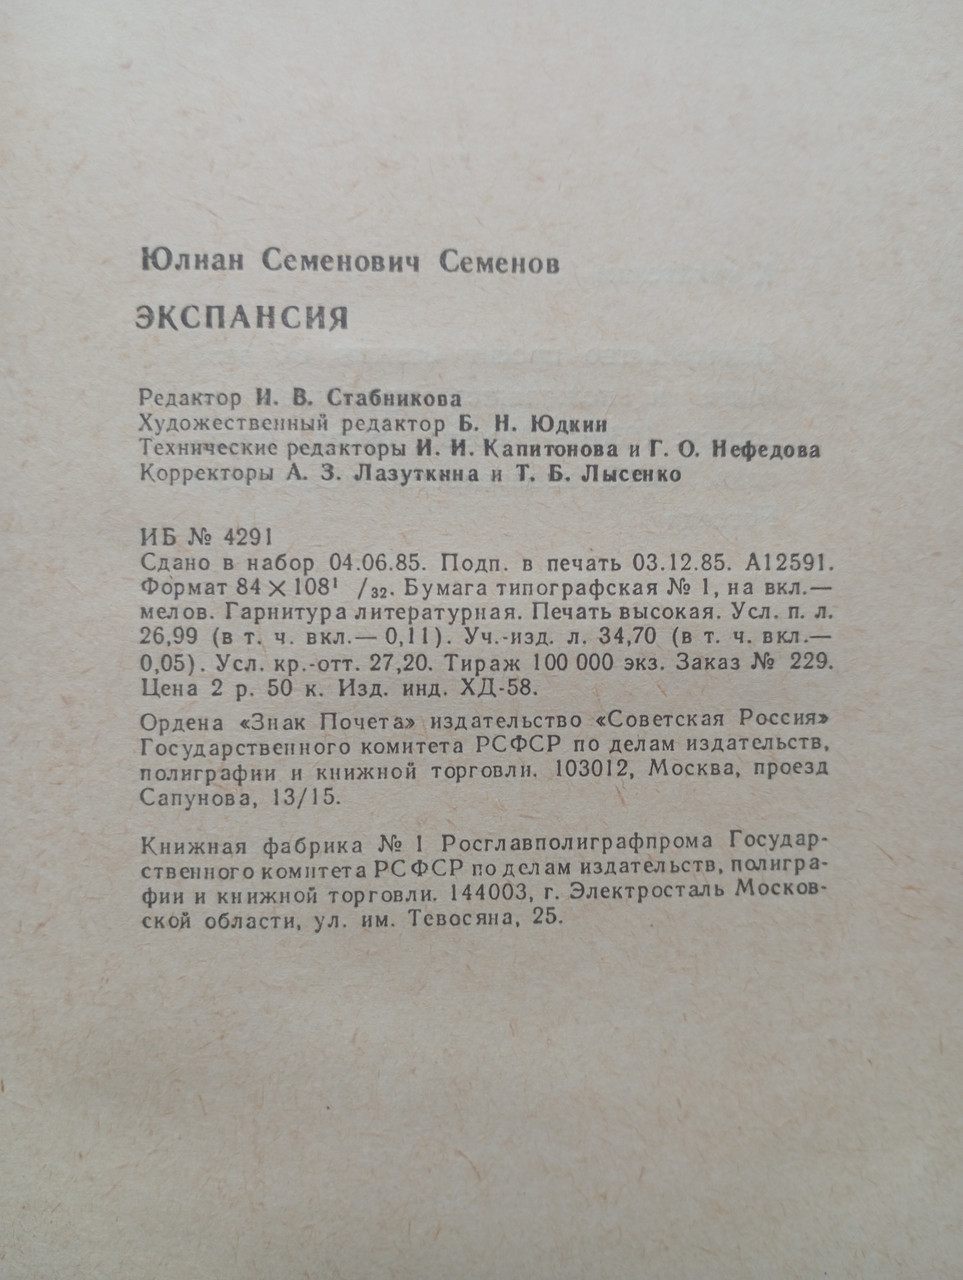 Юлиан Семенович Семенов
ЭКСПАНСИЯ
Редактор И. В. Стабникова
Художественный редактор Б. Н. Юдкин
Технические редакторы И. И. Капитонова и Г. О. Нефедова
Корректоры А. З. Лазуткина и Т. Б. Лысенко
ИБ № 4291
Сдано в набор 04.06.85. Подп. в печать 03.12.85. А12591.
Формат 84×108¹/₃₂. Бумага типографская № 1, на вкл.—
мелов. Гарнитура литературная. Печать высокая. Усл. п. л.
26,99 (в т. ч. вкл.— 0,11). Уч.-изд. л. 34,70 (в т. ч. вкл.—
0,05). Усл. кр.-отт. 27,20. Тираж 100 000 экз. Заказ № 229.
Цена 2 р. 50 к. Изд. инд. ХД-58.
Ордена «Знак Почета» издательство «Советская Россия»
Государственного комитета РСФСР по делам издательств,
полиграфии и книжной торговли. 103012, Москва, проезд
Сапунова, 13/15.
Книжная фабрика № 1 Росглавполиграфпрома Государ-
ственного комитета РСФСР по делам издательств, полигра-
фии и книжной торговли. 144003, г. Электросталь Москов-
ской области, ул. им. Тевосяна, 25.